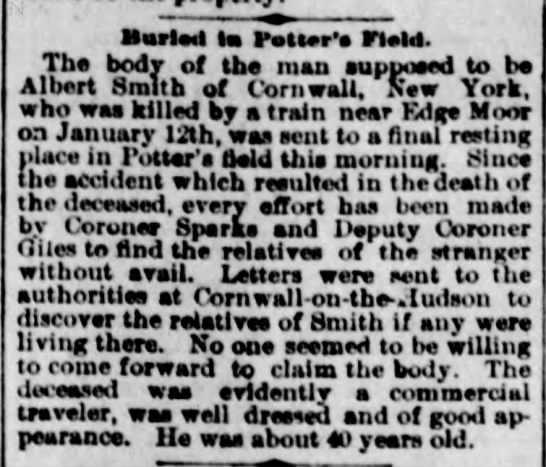 Buried in Potter's Field.
The body of the man supposed to be
Albert Smith of Cornwall, New York,
who was killed by a train near Edge Moor
on January 12th, was sent to a final resting
place in Potter's field this morning. Since
the accident which resulted in the death of
the deceased, every effort has been made
by Coroner Sparks and Deputy Coroner
Giles to find the relatives of the stranger
without avail. Letters were sent to the
authorities at Cornwall-on-the-Hudson to
discover the relatives of Smith if any were
living there. No one seemed to be willing
to come forward to claim the body. The
deceased was evidently a commercial
traveler, was well dressed and of good ap-
pearance. He was about 40 years old.